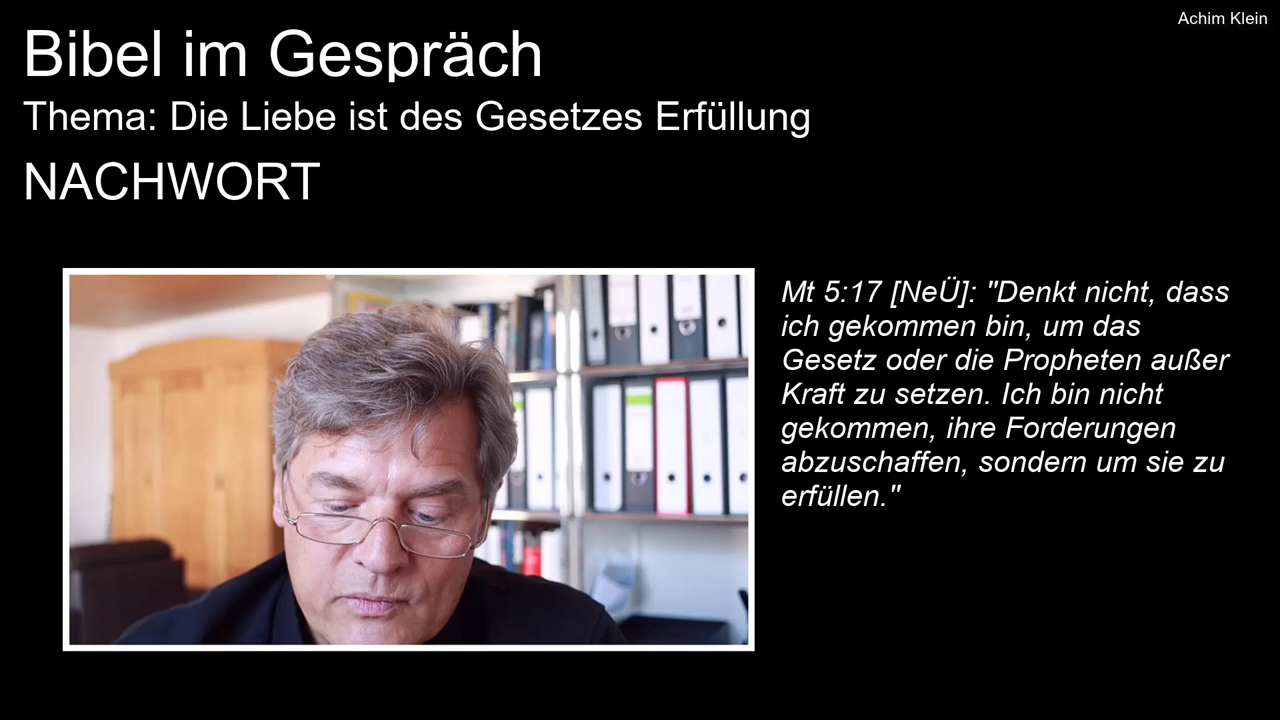 Achim Klein
Bibel im Gespräch
Thema: Die Liebe ist des Gesetzes Erfüllung
NACHWORT
Mt 5:17 [NeÜ]: "Denkt nicht, dass
ich gekommen bin, um das
Gesetz oder die Propheten außer
Kraft zu setzen. Ich bin nicht
gekommen, ihre Forderungen
abzuschaffen, sondern um sie zu
erfüllen."